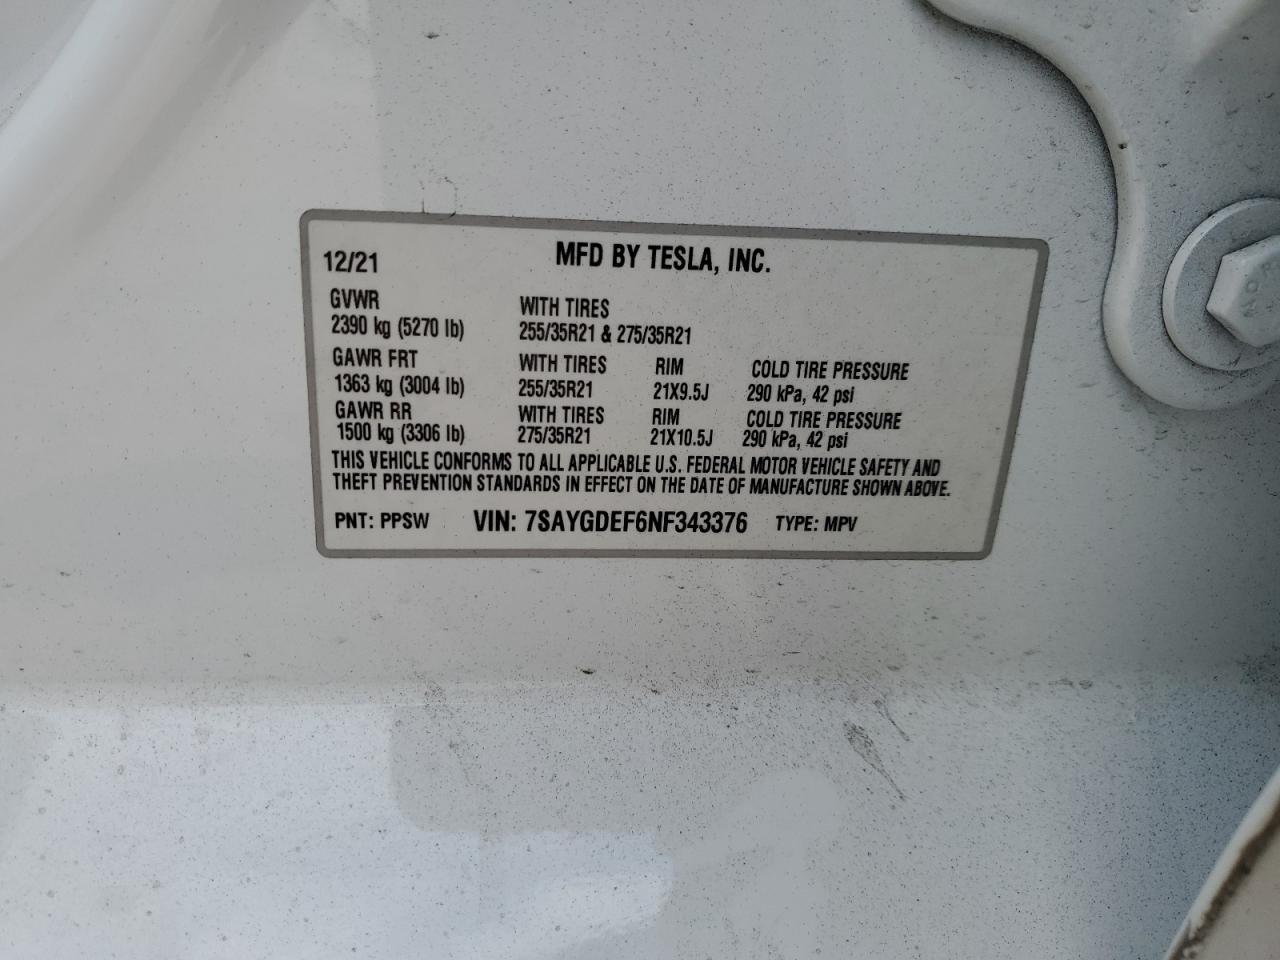 12/21 MFD BY TESLA, INC.
GVWR WITH TIRES
2390 kg (5270 lb) 255/35R21 & 275/35R21
GAWR FRT WITH TIRES RIM COLD TIRE PRESSURE
1363 kg (3004 lb) 255/35R21 21X9.5J 290 kPa, 42 psi
GAWR RR WITH TIRES RIM COLD TIRE PRESSURE
1500 kg (3306 lb) 275/35R21 21X10.5J 290 kPa, 42 psi
THIS VEHICLE CONFORMS TO ALL APPLICABLE U.S. FEDERAL MOTOR VEHICLE SAFETY AND
THEFT PREVENTION STANDARDS IN EFFECT ON THE DATE OF MANUFACTURE SHOWN ABOVE.
PNT: PPSW VIN: 7SAYGDEF6NF343376 TYPE: MPV